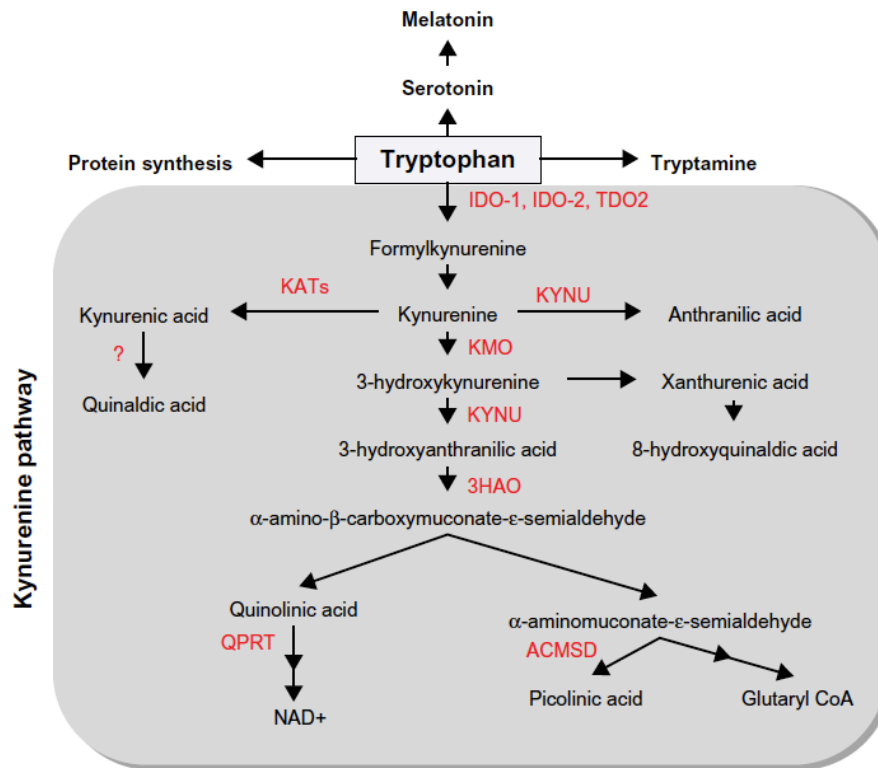 Melatonin
Serotonin
Protein synthesis
Tryptophan
Tryptamine
IDO-1, IDO-2, TDO2
Formylkynurenine
KATs
KYNU
Kynurenic acid
Kynurenine
Anthranilic acid
?
KMO
3-hydroxykynurenine
Xanthurenic acid
Quinaldic acid
KYNU
3-hydroxyanthranilic acid
8-hydroxyquinaldic acid
3HAO
α-amino-β-carboxymuconate-ε-semialdehyde
Quinolinic acid
α-aminomuconate-ε-semialdehyde
QPRT
ACMSD
Picolinic acid
Glutaryl CoA
NAD+
Kynurenine pathway